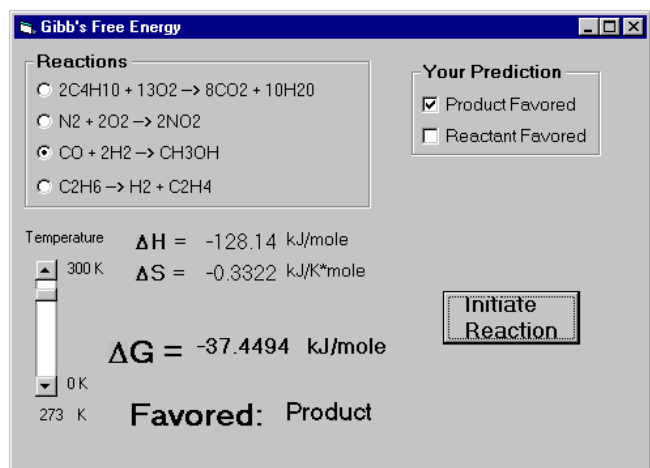 Gibb's Free Energy
Reactions
2C4H10 + 13O2 --> 8CO2 + 10H20
N2 + 2O2 --> 2NO2
CO + 2H2 --> CH3OH
C2H6 --> H2 + C2H4
Your Prediction
Product Favored
Reactant Favored
Temperature
300 K
0 K
273 K
ΔH = -128.14 kJ/mole
ΔS = -0.3322 kJ/K*mole
ΔG = -37.4494 kJ/mole
Favored: Product
Initiate
Reaction